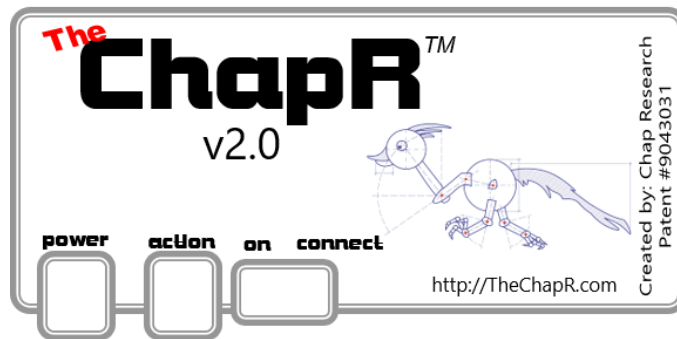 The
ChapR™
v2.0
power action on connect
http://TheChapR.com
Created by: Chap Research
Patent #9043031